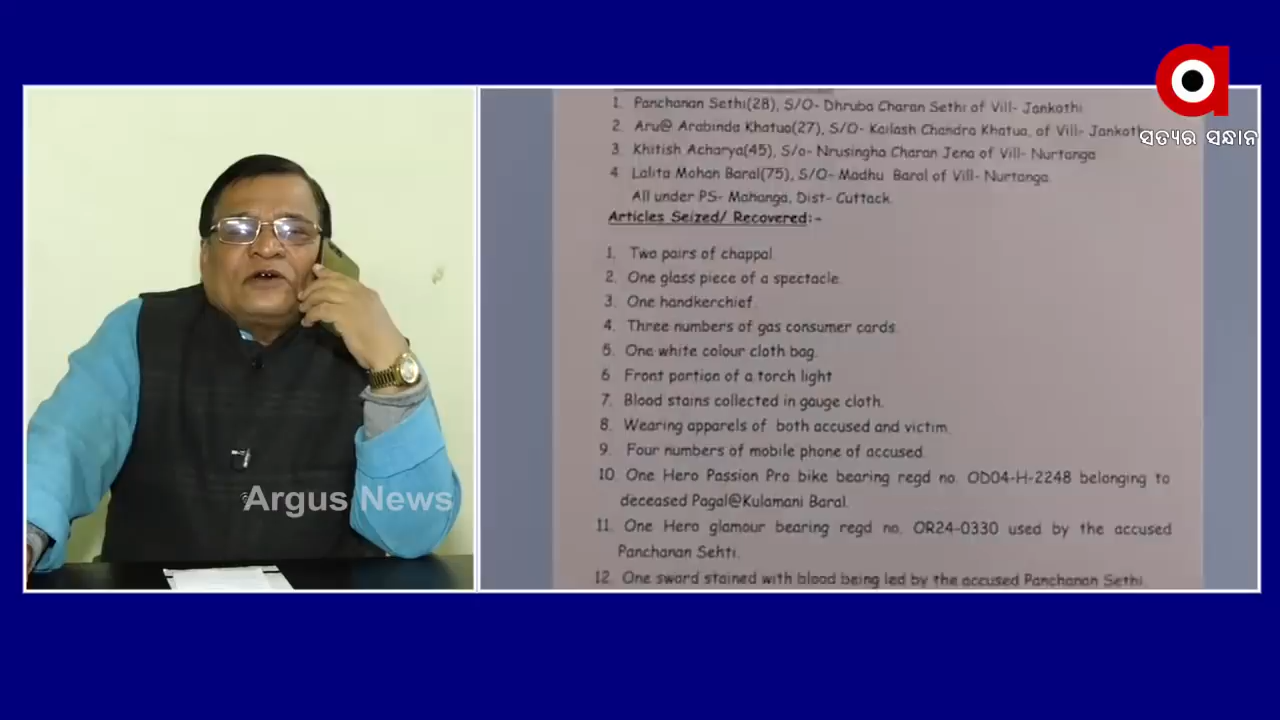 ସତ୍ୟର ସନ୍ଧାନ
1. Panchanan Sethi(28), S/O- Dhruba Charan Sethi of Vill- Jankothi
2. Aru@ Arabinda Khatua(27), S/O- Kailash Chandra Khatua, of Vill- Jankoth
3. Khitish Acharya(45), S/o- Nrusingha Charan Jena of Vill- Nurtanga
4. Lalita Mohan Baral(75), S/O- Madhu Baral of Vill- Nurtanga.
All under PS- Mahanga, Dist- Cuttack.
Articles Seized/ Recovered:-
1. Two pairs of chappal
2. One glass piece of a spectacle.
3. One handkerchief.
4. Three numbers of gas consumer cards.
5. One white colour cloth bag.
6 Front portion of a torch light
7. Blood stains collected in gauge cloth.
8. Wearing apparels of both accused and victim.
9. Four numbers of mobile phone of accused.
10. One Hero Passion Pro bike bearing regd no. OD04-H-2248 belonging to
deceased Pagal@Kulamani Baral.
11. One Hero glamour bearing regd no. OR24-0330 used by the accused
Panchanan Sehti.
12. One sword stained with blood being led by the accused Panchanan Sethi.
Argus News